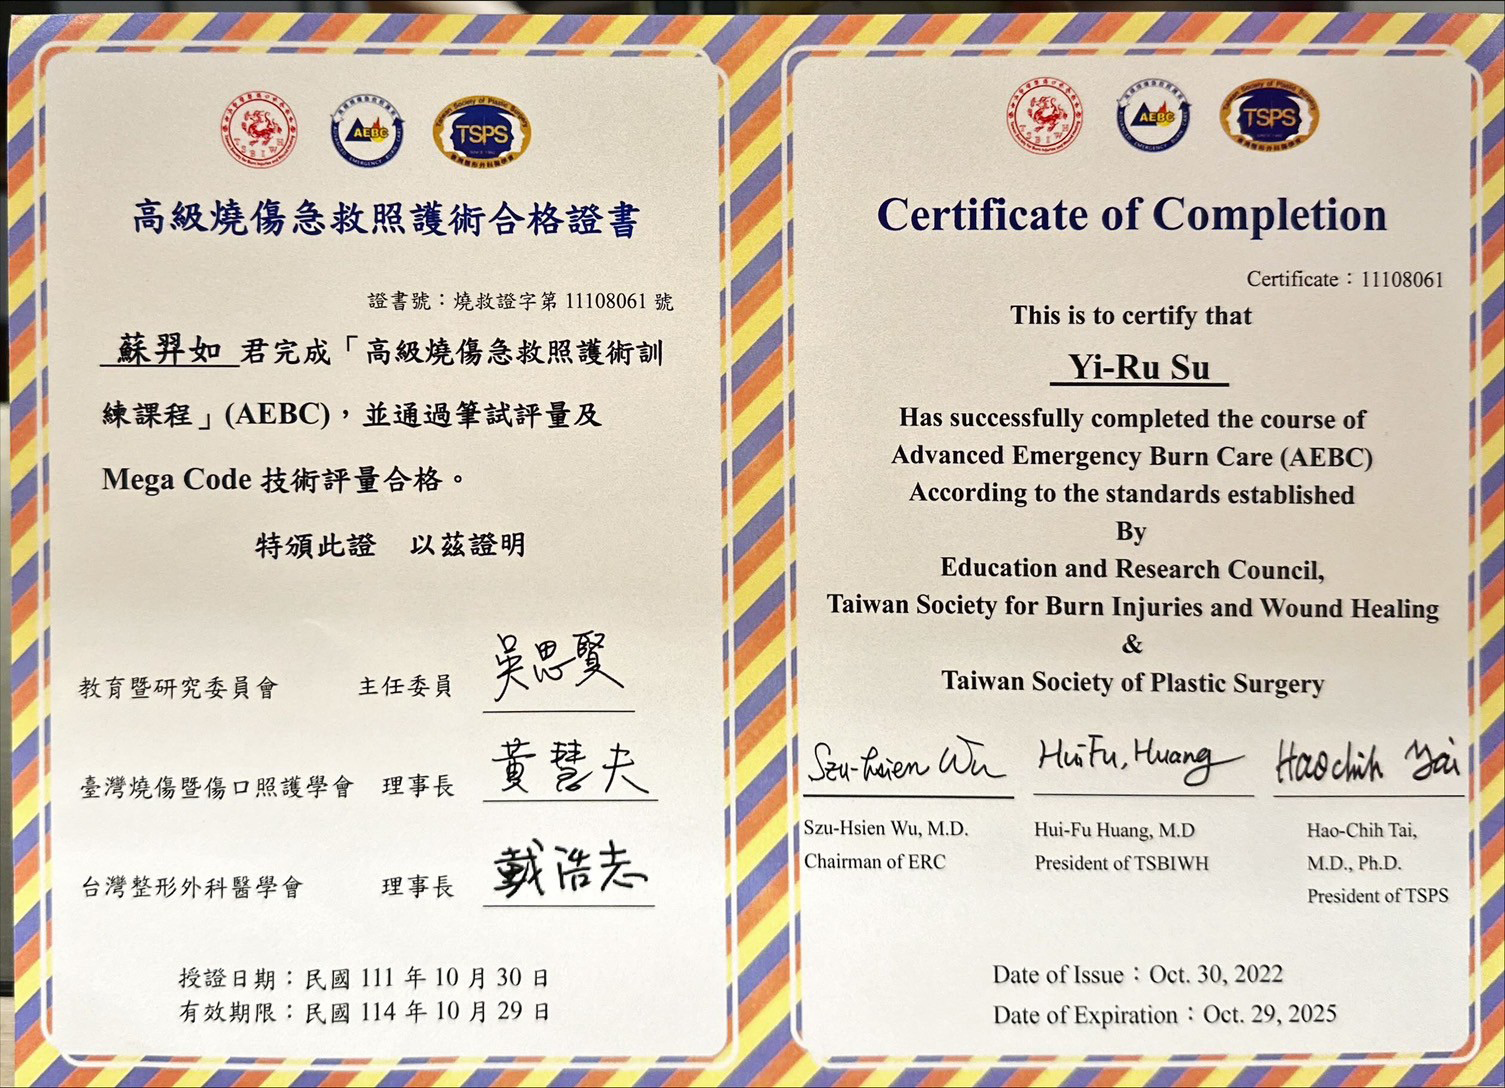 AEBC
TSPS
高級燒傷急救照護術合格證書
證書號：燒救證字第 11108061 號
蘇羿如 君完成「高級燒傷急救照護術訓
練課程」(AEBC)，並通過筆試評量及
Mega Code 技術評量合格。
特頒此證 以茲證明
教育暨研究委員會 主任委員 吳思賢
臺灣燒傷暨傷口照護學會 理事長 黃慧夫
台灣整形外科醫學會 理事長 戴浩志
授證日期：民國 111 年 10 月 30 日
有效期限：民國 114 年 10 月 29 日
AEBC
Taiwan Society of Plastic Surgery
TSPS
Certificate of Completion
Certificate：11108061
This is to certify that
Yi-Ru Su
Has successfully completed the course of
Advanced Emergency Burn Care (AEBC)
According to the standards established
By
Education and Research Council,
Taiwan Society for Burn Injuries and Wound Healing
&
Taiwan Society of Plastic Surgery
Szu-hsien Wu Hui-Fu, Huang Hao chih Tai
Szu-Hsien Wu, M.D. Hui-Fu Huang, M.D Hao-Chih Tai,
Chairman of ERC President of TSBIWH M.D., Ph.D.
President of TSPS
Date of Issue：Oct. 30, 2022
Date of Expiration：Oct. 29, 2025